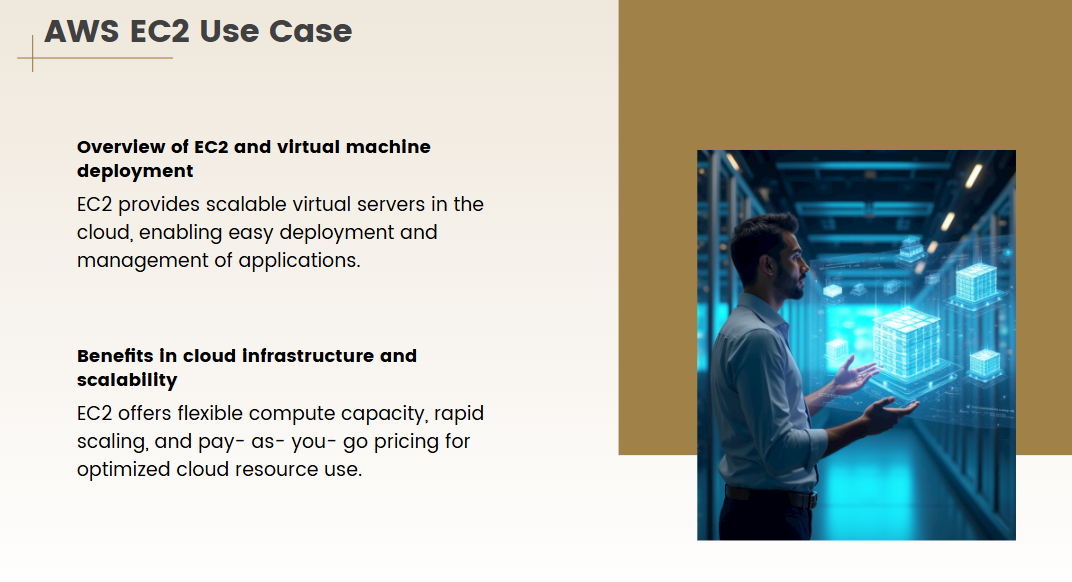 AWS EC2 Use Case
Overview of EC2 and virtual machine
deployment
EC2 provides scalable virtual servers in the
cloud, enabling easy deployment and
management of applications.
Benefits in cloud infrastructure and
scalability
EC2 offers flexible compute capacity, rapid
scaling, and pay- as- you- go pricing for
optimized cloud resource use.